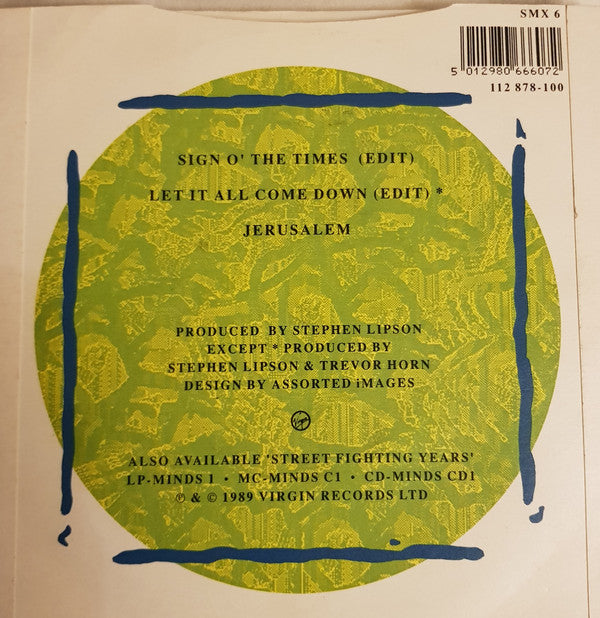 SMX 6
5 012980 666072
112 878-100
SIGN O' THE TIMES (EDIT)
LET IT ALL COME DOWN (EDIT) *
JERUSALEM
PRODUCED BY STEPHEN LIPSON
EXCEPT * PRODUCED BY
STEPHEN LIPSON & TREVOR HORN
DESIGN BY ASSORTED iMAGES
Virgin
ALSO AVAILABLE 'STREET FIGHTING YEARS'
LP-MINDS 1 • MC-MINDS C1 • CD-MINDS CD1
℗ & © 1989 VIRGIN RECORDS LTD